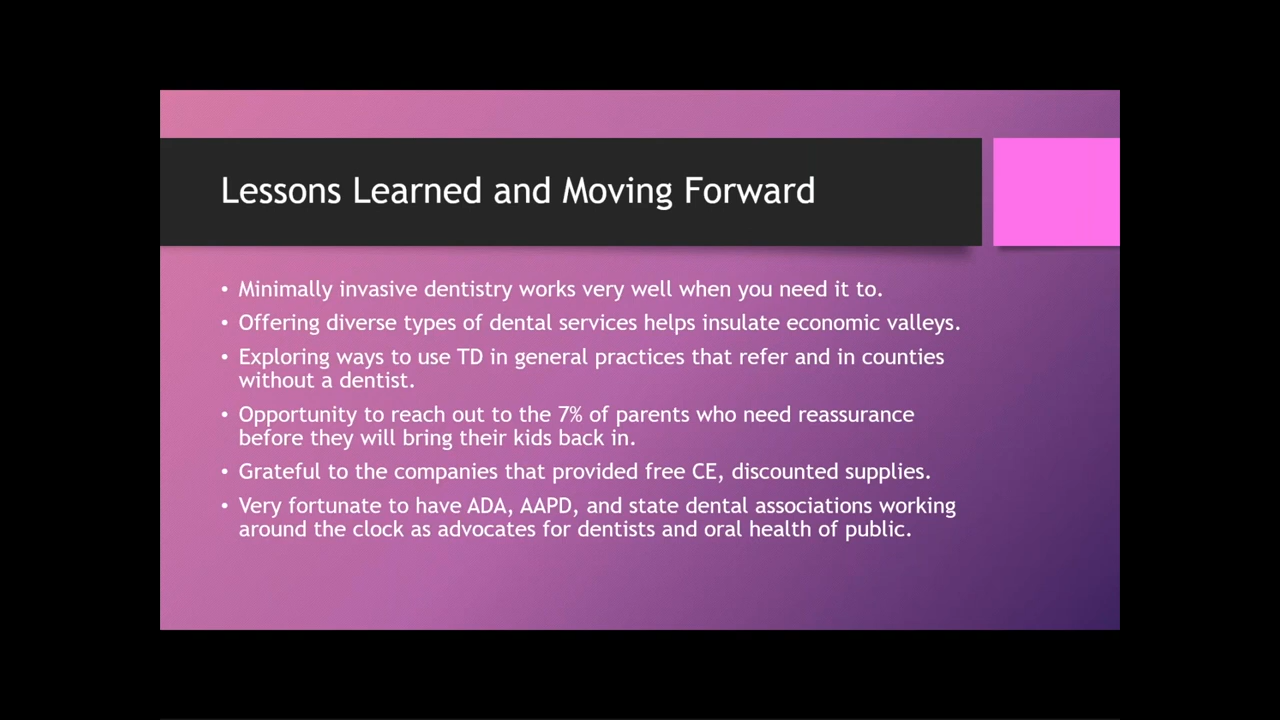 Lessons Learned and Moving Forward
• Minimally invasive dentistry works very well when you need it to.
• Offering diverse types of dental services helps insulate economic valleys.
• Exploring ways to use TD in general practices that refer and in counties
without a dentist.
• Opportunity to reach out to the 7% of parents who need reassurance
before they will bring their kids back in.
• Grateful to the companies that provided free CE, discounted supplies.
• Very fortunate to have ADA, AAPD, and state dental associations working
around the clock as advocates for dentists and oral health of public.